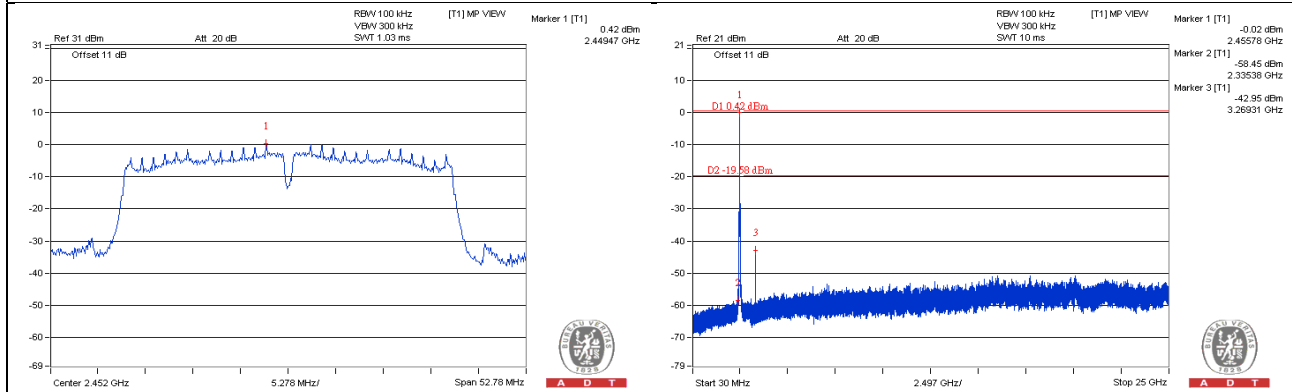 RBW 100 kHz [T1] MP VIEW
VBW 300 kHz
Ref 31 dBm Att 20 dB SWT 1.03 ms
Marker 1 [T1]
0.42 dBm
2.44947 GHz
31
Offset 11 dB
20
10
0
-10
-20
-30
-40
-50
-60
-69
1
Center 2.452 GHz 5.278 MHz/ Span 52.78 MHz
BUREAU VERITAS
1828
A D T
RBW 100 kHz [T1] MP VIEW
VBW 300 kHz
Ref 21 dBm Att 20 dB SWT 10 ms
Marker 1 [T1]
-0.02 dBm
2.45578 GHz
Marker 2 [T1]
-58.45 dBm
2.33538 GHz
Marker 3 [T1]
-42.95 dBm
3.26931 GHz
21
Offset 11 dB
10
0
-10
-20
-30
-40
-50
-60
-70
-79
1
D1 0.42 dBm
D2 -19.58 dBm
3
2
Start 30 MHz 2.497 GHz/ Stop 25 GHz
BUREAU VERITAS
1828
A D T